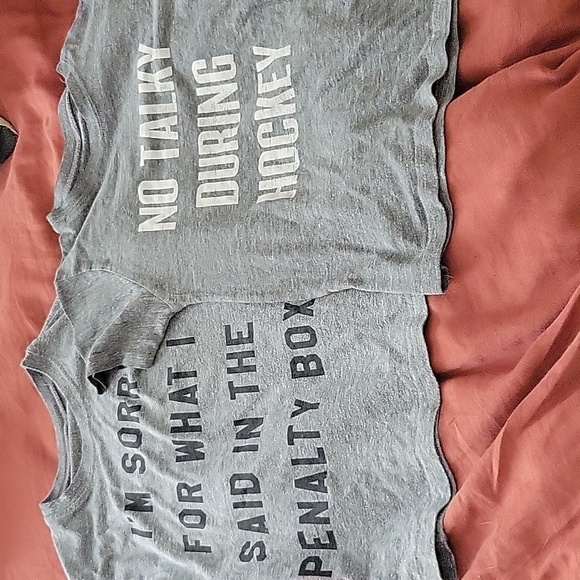 NO TALKY
DURING
HOCKEY
I'M SORR
FOR WHAT I
SAID IN THE
PENALTY BOX